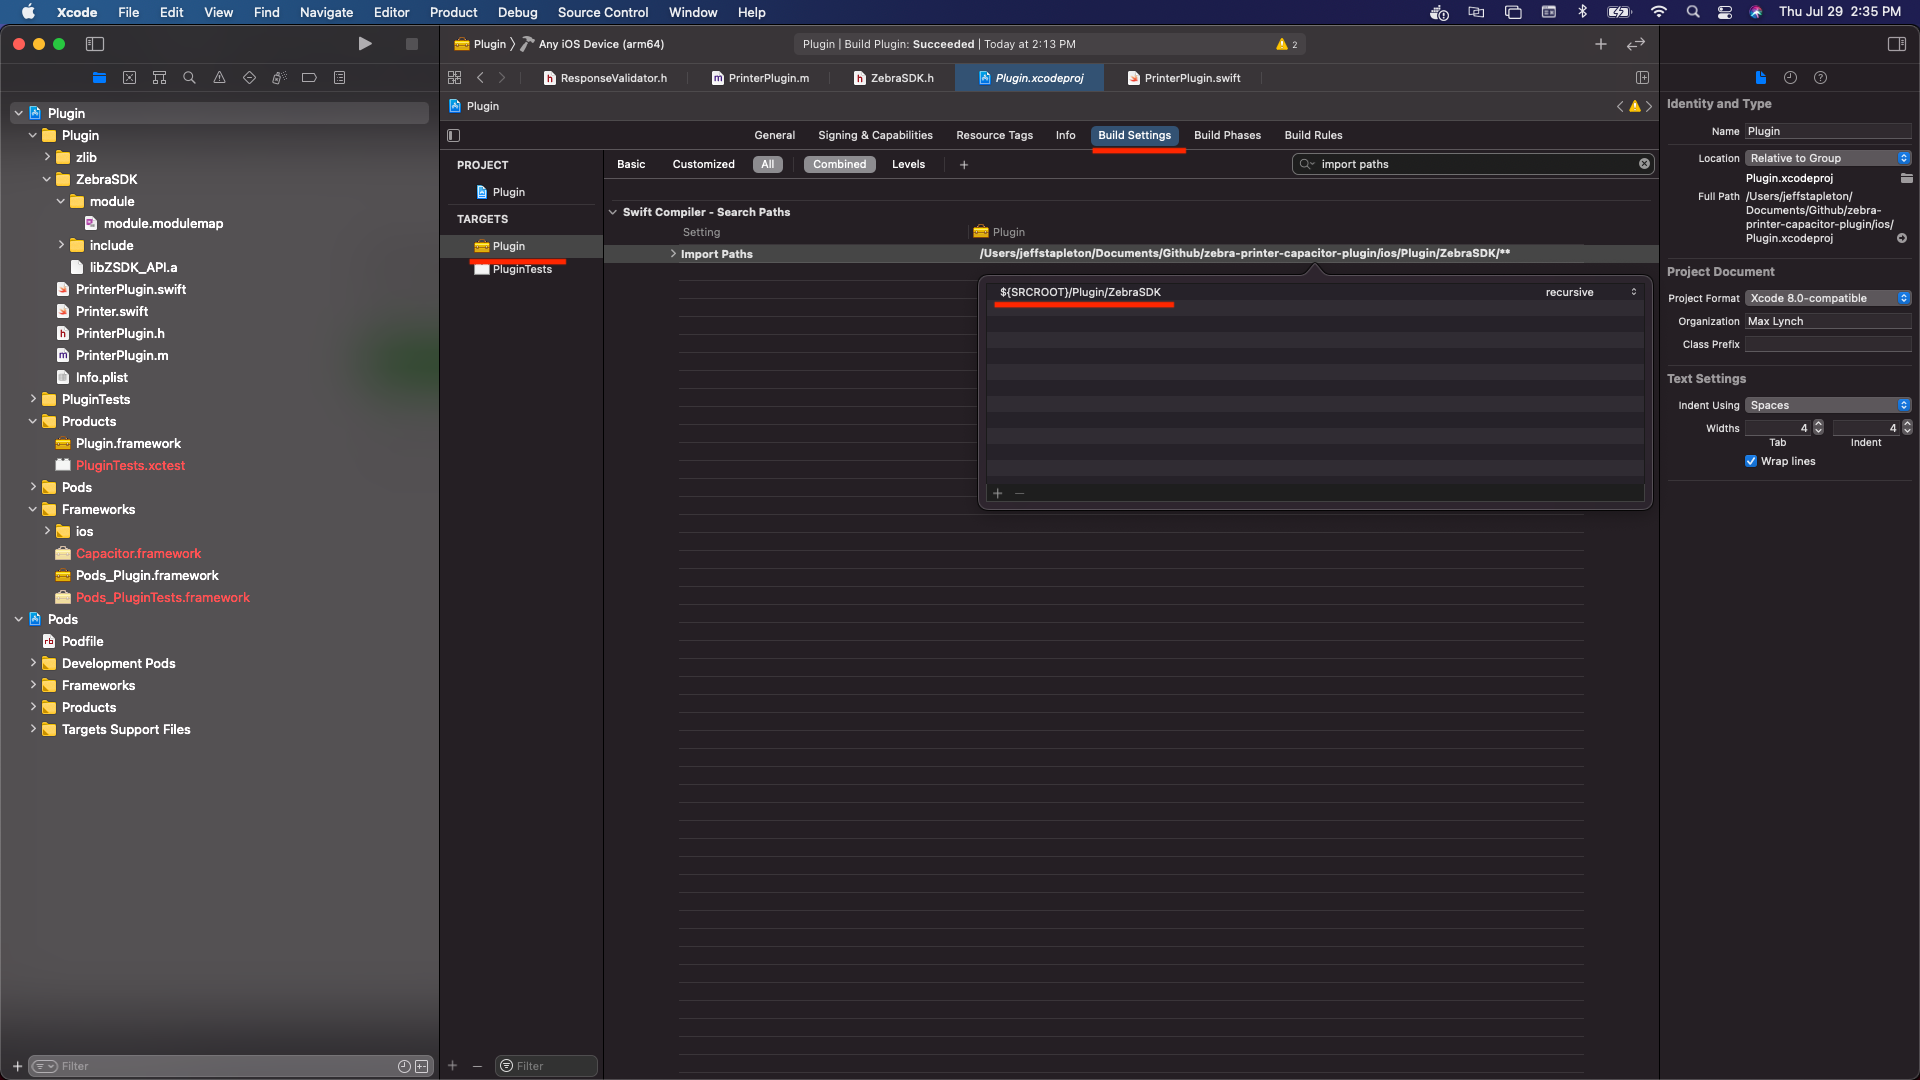 Xcode File Edit View Find Navigate Editor Product Debug Source Control Window Help Thu Jul 29 2:35 PM
Plugin Any iOS Device (arm64) Plugin | Build Plugin: Succeeded | Today at 2:13 PM 2
ResponseValidator.h PrinterPlugin.m ZebraSDK.h Plugin.xcodeproj PrinterPlugin.swift
Plugin
General Signing & Capabilities Resource Tags Info Build Settings Build Phases Build Rules
Basic Customized All Combined Levels + import paths
Plugin
Plugin
zlib
ZebraSDK
module
module.modulemap
include
libZSDK_API.a
PrinterPlugin.swift
Printer.swift
PrinterPlugin.h
PrinterPlugin.m
Info.plist
PluginTests
Products
Plugin.framework
PluginTests.xctest
Pods
Frameworks
ios
Capacitor.framework
Pods_Plugin.framework
Pods_PluginTests.framework
Pods
Podfile
Development Pods
Frameworks
Products
Targets Support Files
Filter
PROJECT
Plugin
TARGETS
Plugin
PluginTests
Filter
Swift Compiler - Search Paths
Setting Plugin
Import Paths /Users/jeffstapleton/Documents/Github/zebra-printer-capacitor-plugin/ios/Plugin/ZebraSDK/**
${SRCROOT}/Plugin/ZebraSDK recursive
Identity and Type
Name Plugin
Location Relative to Group
Plugin.xcodeproj
Full Path /Users/jeffstapleton/
Documents/Github/zebra-
printer-capacitor-plugin/ios/
Plugin.xcodeproj
Project Document
Project Format Xcode 8.0-compatible
Organization Max Lynch
Class Prefix
Text Settings
Indent Using Spaces
Widths 4 4
Tab Indent
Wrap lines